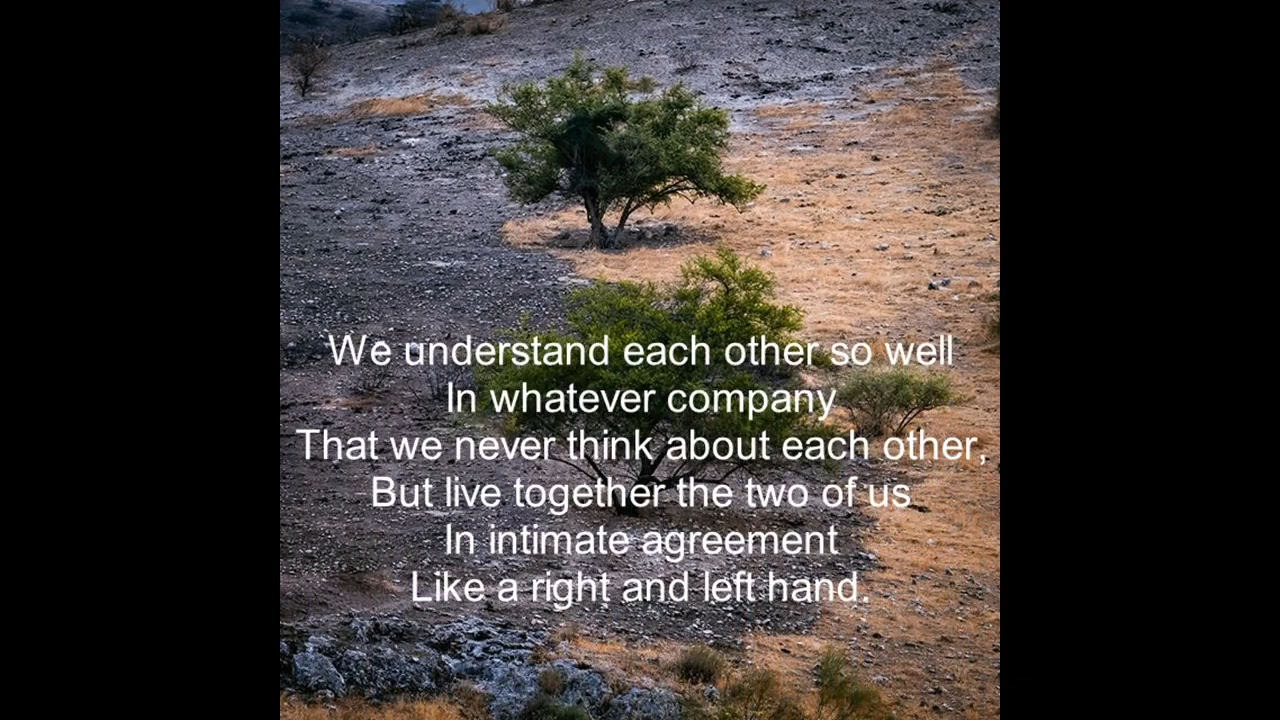 We understand each other so well
In whatever company
That we never think about each other,
But live together the two of us
In intimate agreement
Like a right and left hand.